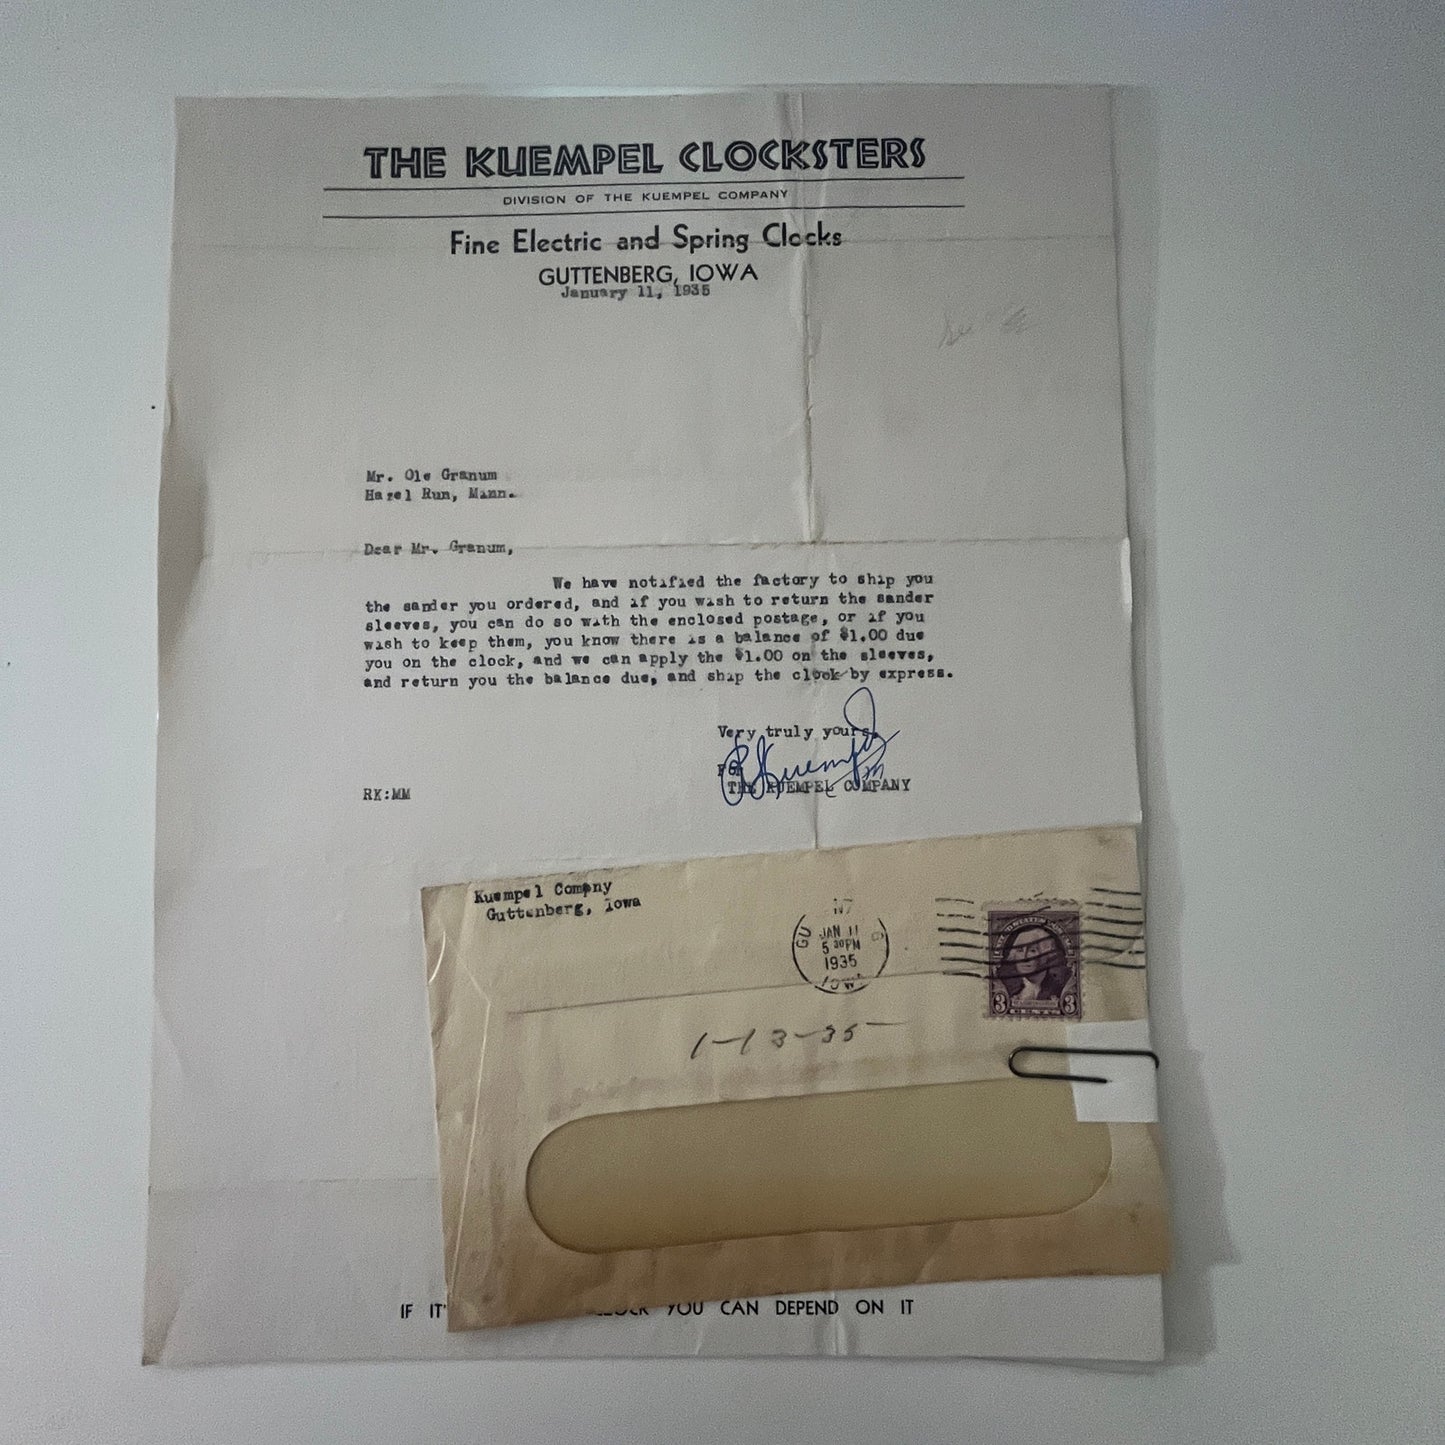 THE KUEMPEL CLOCKSTERS
DIVISION OF THE KUEMPEL COMPANY
Fine Electric and Spring Clocks
GUTTENBERG, IOWA
January 11, 1935
Mr. Ole Granum
Hazel Run, Minn.
Dear Mr. Granum,
We have notified the factory to ship you
the sander you ordered, and if you wish to return the sander
sleeves, you can do so with the enclosed postage, or if you
wish to keep them, you know there is a balance of $1.00 due
you on the clock, and we can apply the $1.00 on the sleeves,
and return you the balance due, and ship the clock by express.
Very truly yours,
For
Kuempel
THE KUEMPEL COMPANY
RK:MM
Kuempel Compny
Guttenberg, Iowa
JAN 11
5 30PM
1935
IOWA
3 CENTS 3
1-13-35-
IF IT'
CLOCK YOU CAN DEPEND ON IT